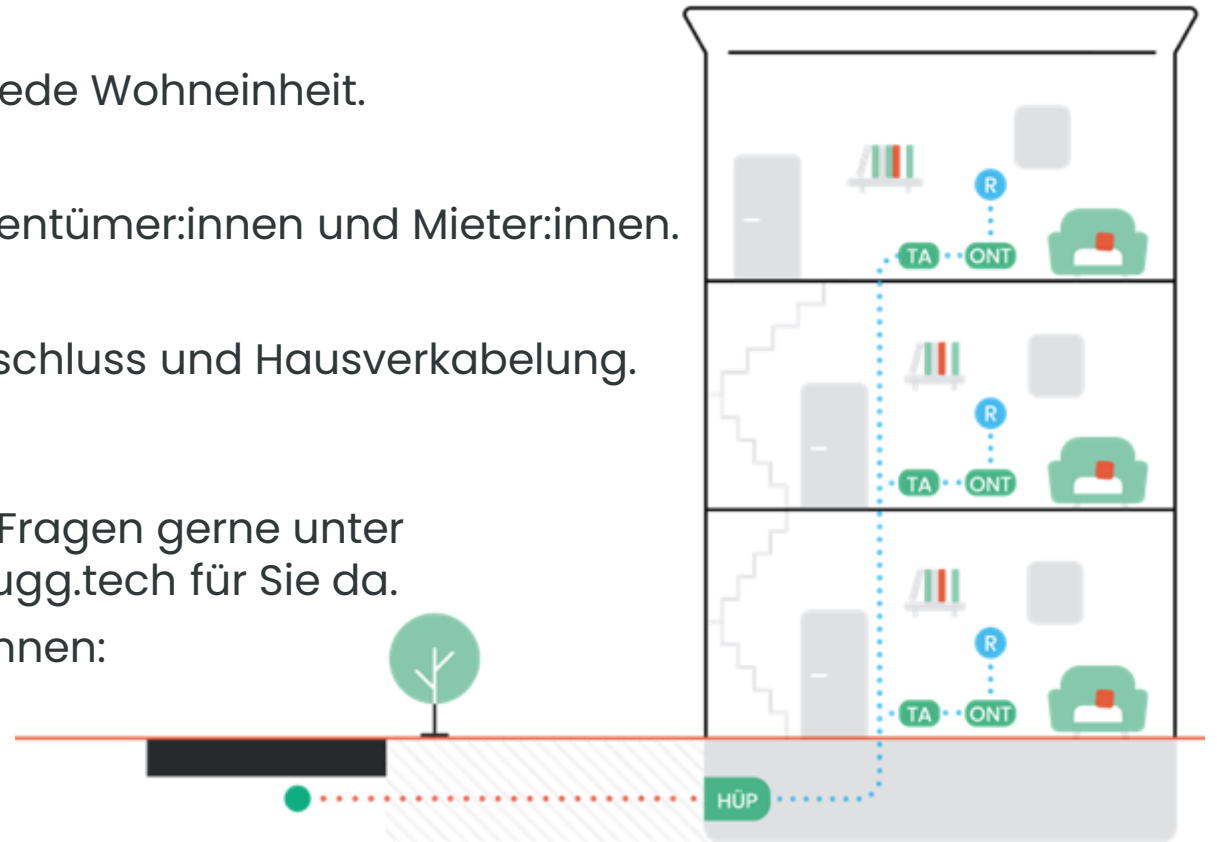 ede Wohneinheit.
entümer:innen und Mieter:innen.
schluss und Hausverkabelung.
Fragen gerne unter
ugg.tech für Sie da.
nnen:
R
TA ONT
R
TA ONT
R
TA ONT
HÜP